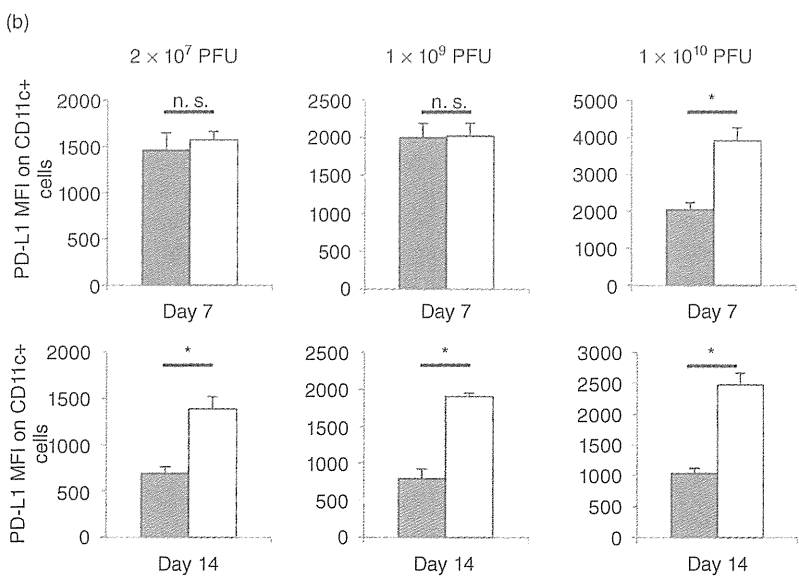 (b)
2 × 10⁷ PFU
1 × 10⁹ PFU
1 × 10¹⁰ PFU
PD-L1 MFI on CD11c+
cells
2000
1500
1000
500
0
n. s.
Day 7
2500
2000
1500
1000
500
0
n. s.
Day 7
5000
4000
3000
2000
1000
0
*
Day 7
PD-L1 MFI on CD11c+
cells
2000
1500
1000
500
0
*
Day 14
2500
2000
1500
1000
500
0
*
Day 14
3000
2500
2000
1500
1000
500
0
*
Day 14